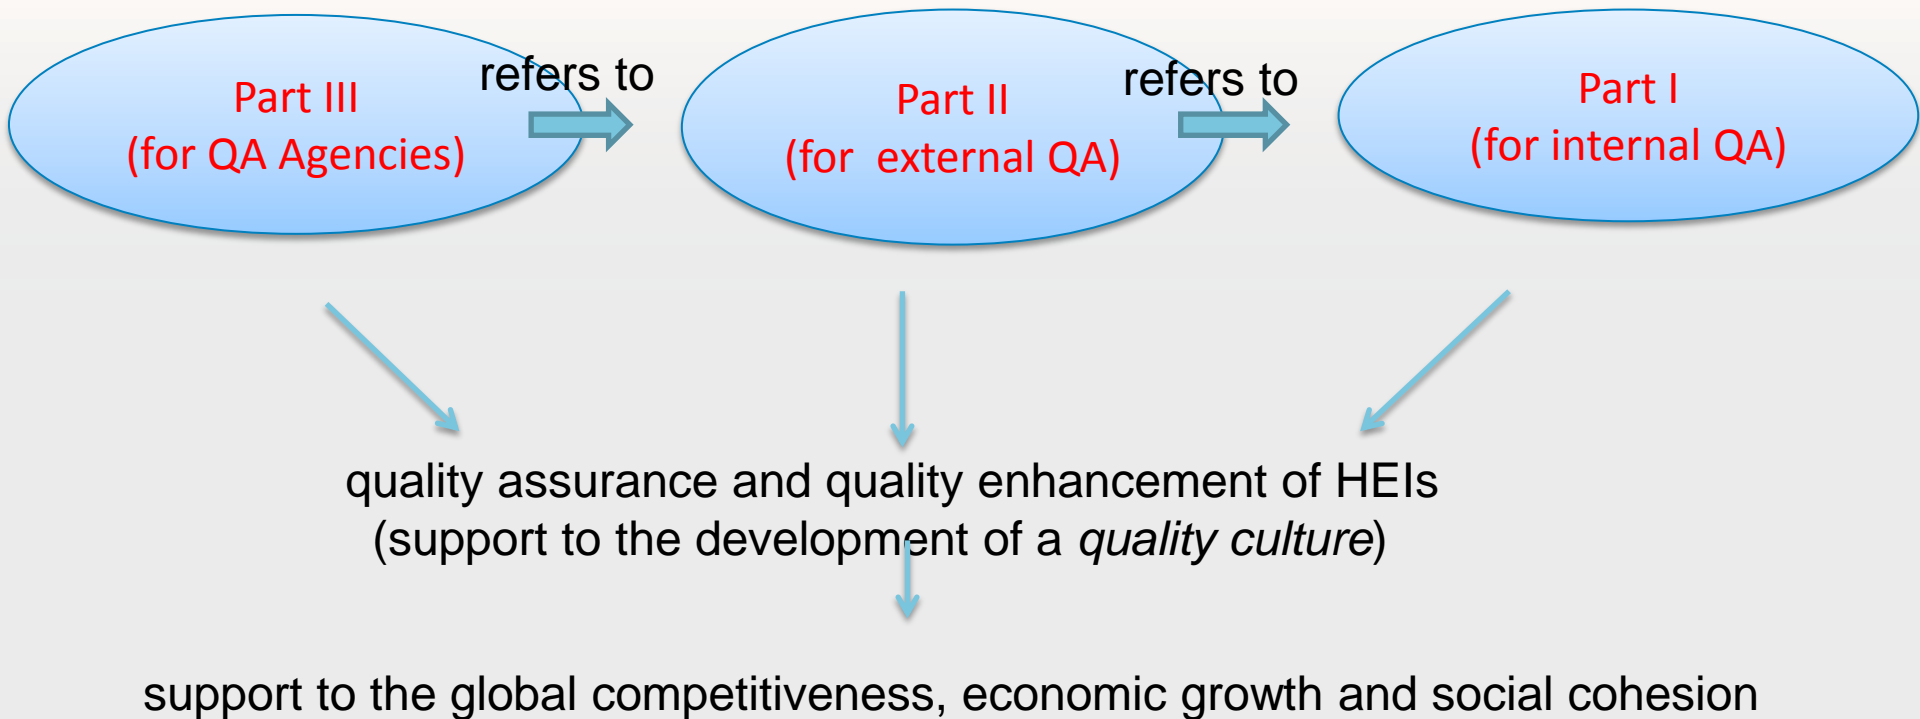 Part III
(for QA Agencies)
refers to
Part II
(for external QA)
refers to
Part I
(for internal QA)
quality assurance and quality enhancement of HEIs
(support to the development of a quality culture)
support to the global competitiveness, economic growth and social cohesion